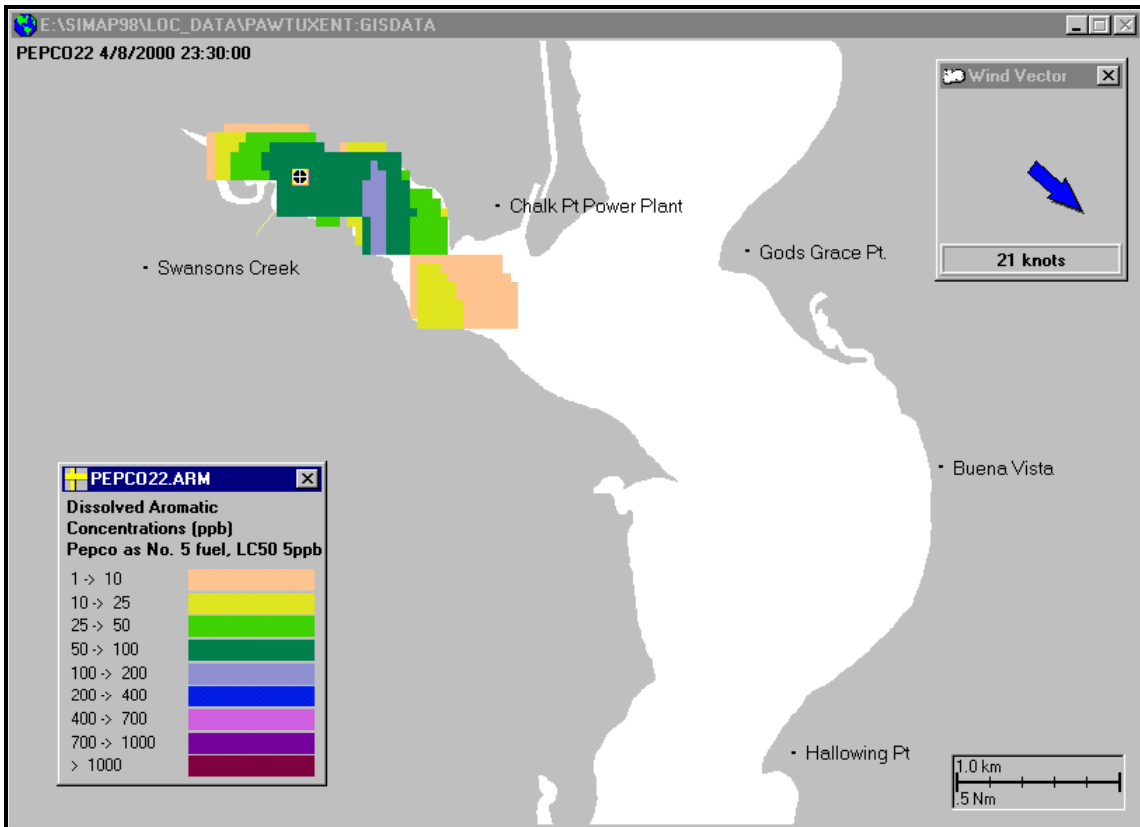 E:\SIMAP98\LOC_DATA\PAWTUXENT:GISDATA
PEPCO22 4/8/2000 23:30:00
Wind Vector
21 knots
Chalk Pt Power Plant
Gods Grace Pt.
Swansons Creek
Buena Vista
PEPCO22.ARM
Dissolved Aromatic
Concentrations (ppb)
Pepco as No. 5 fuel, LC50 5ppb
1 -> 10
10 -> 25
25 -> 50
50 -> 100
100 -> 200
200 -> 400
400 -> 700
700 -> 1000
> 1000
Hallowing Pt
1.0 km
.5 Nm